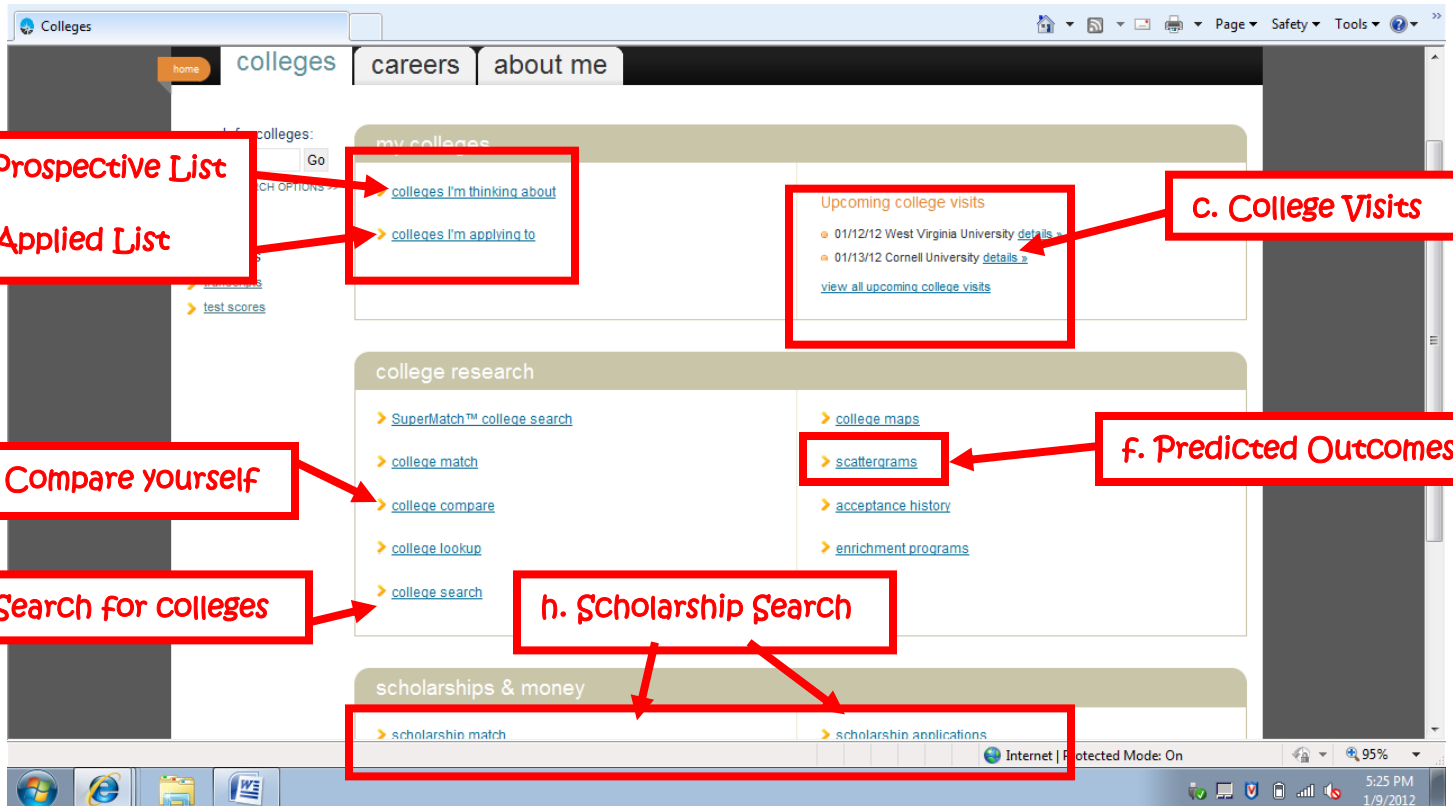 Colleges
Page
Safety
Tools
home
colleges
careers
about me
colleges:
Go
CH OPTIONS >>
Prospective List
Applied List
transcripts
test scores
my colleges
colleges I'm thinking about
colleges I'm applying to
Upcoming college visits
01/12/12 West Virginia University details »
01/13/12 Cornell University details »
view all upcoming college visits
c. College Visits
college research
SuperMatch™ college search
college match
college compare
college lookup
college search
college maps
scattergrams
acceptance history
enrichment programs
Compare yourself
f. Predicted Outcomes
Search for colleges
h. Scholarship Search
scholarships & money
scholarship match
scholarship applications
Internet | Protected Mode: On
95%
5:25 PM
1/9/2012